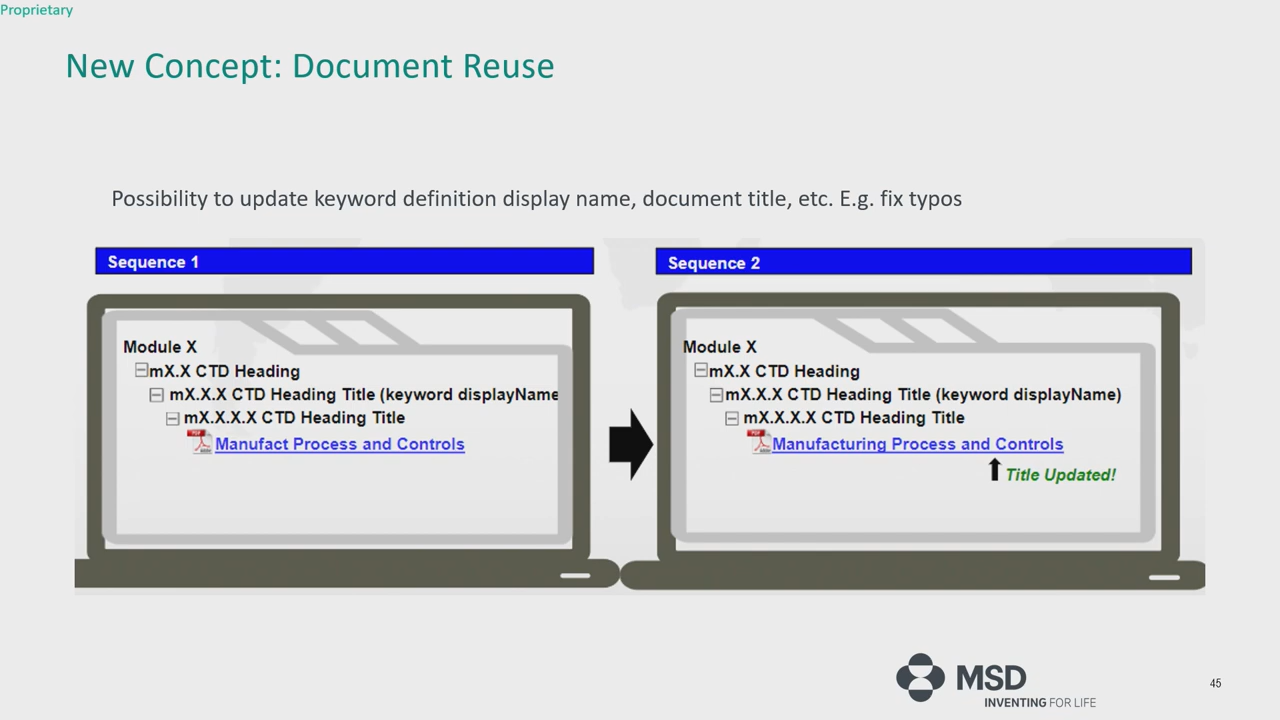 Proprietary
New Concept: Document Reuse
Possibility to update keyword definition display name, document title, etc. E.g. fix typos
Sequence 1
Module X
mX.X CTD Heading
mX.X.X CTD Heading Title (keyword displayName
mX.X.X.X CTD Heading Title
Manufact Process and Controls
Sequence 2
Module X
mX.X CTD Heading
mX.X.X CTD Heading Title (keyword displayName)
mX.X.X.X CTD Heading Title
Manufacturing Process and Controls
Title Updated!
MSD
INVENTING FOR LIFE
45